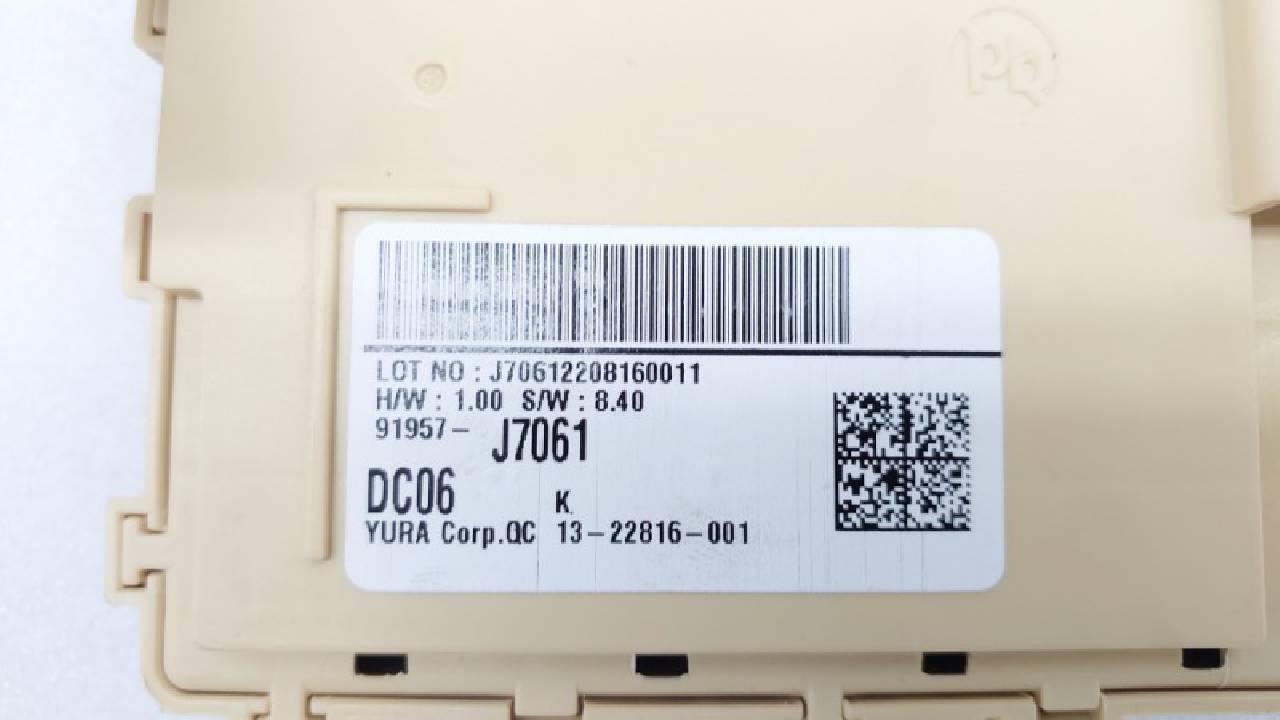 LOT NO : J70612208160011
H/W : 1.00 S/W : 8.40
91957- J7061
DC06 K
YURA Corp.QC 13-22816-001